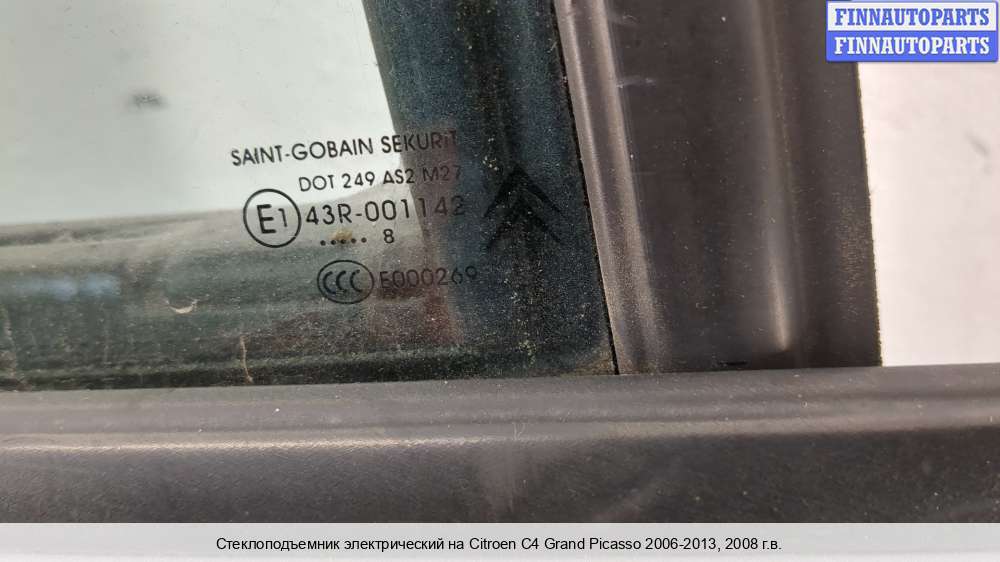 FINNAUTOPARTS
FINNAUTOPARTS
SAINT-GOBAIN SEKURIT
DOT 249 AS2 M27
E1 43R-001142
..... 8
CCC E000269
Стеклоподъемник электрический на Citroen C4 Grand Picasso 2006-2013, 2008 г.в.